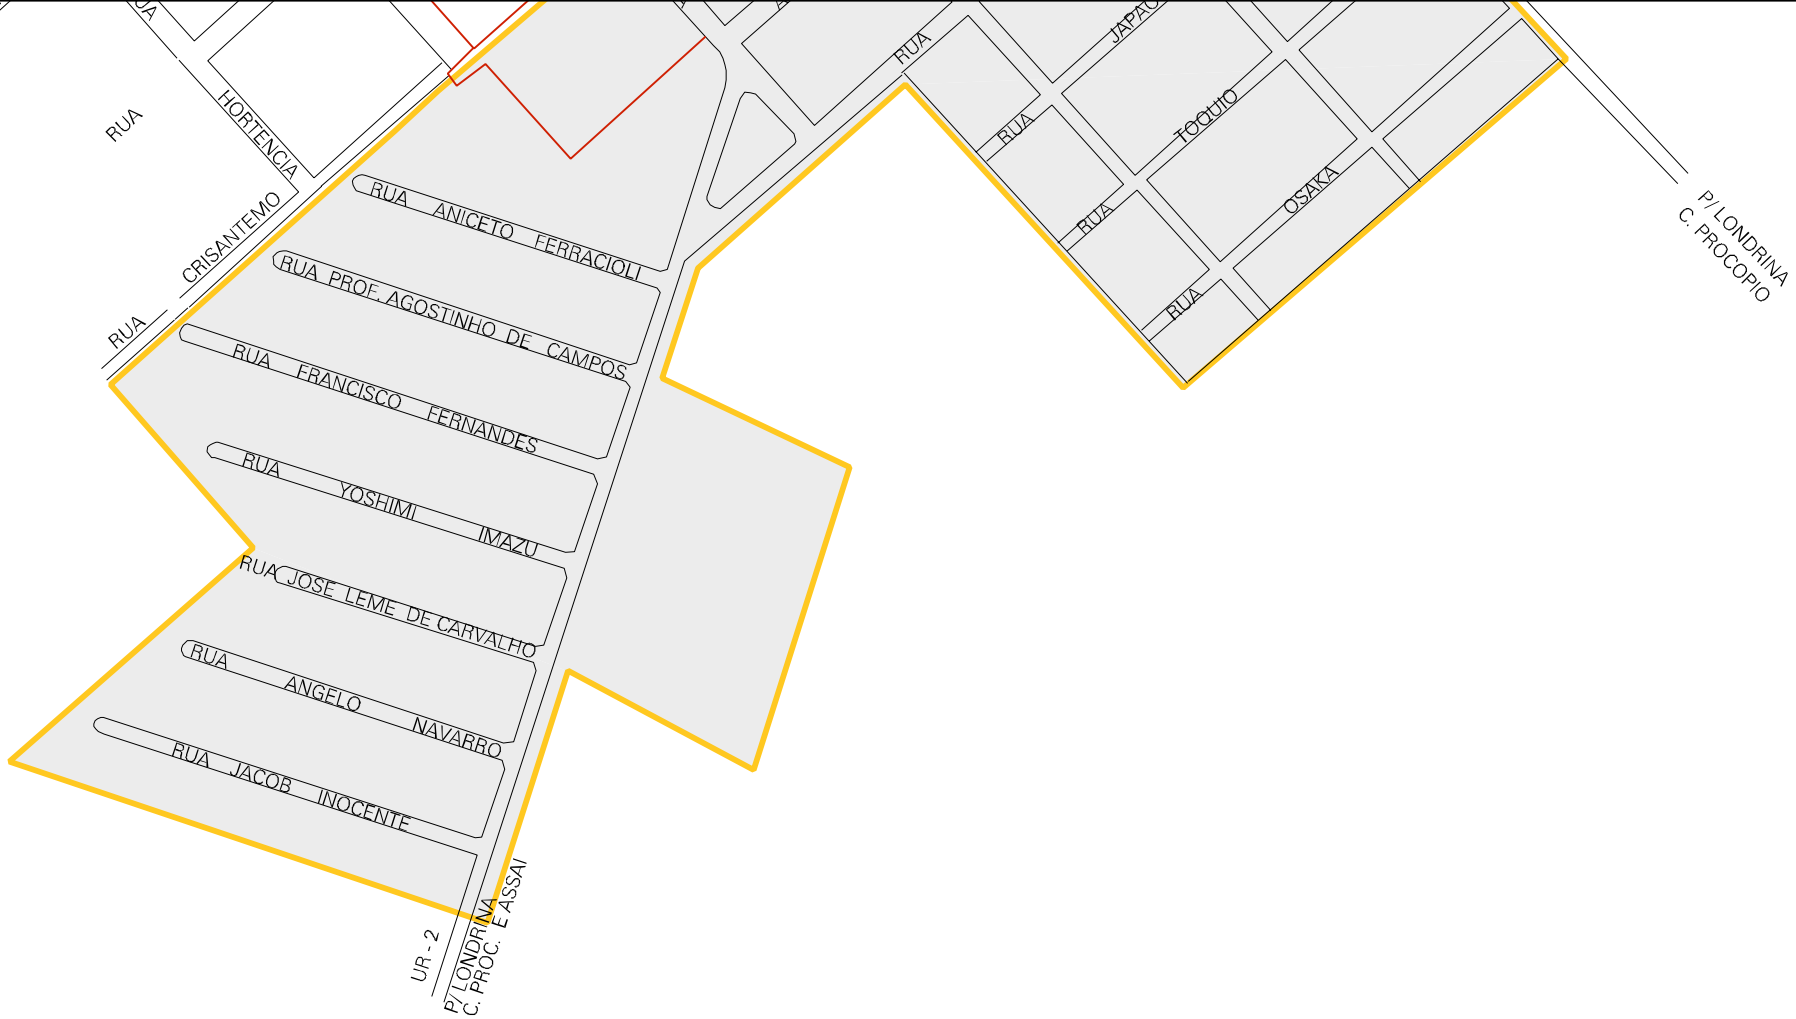 RUA JAPAO
RUA
HORTENCIA
RUA
RUA TOQUIO
RUA
RUA CRISANTEMO
RUA ANICETO FERRACIOLI
RUA OSAKA
P/ LONDRINA
C. PROCOPIO
RUA PROF. AGOSTINHO DE CAMPOS
RUA FRANCISCO FERNANDES
RUA YOSHIMI IMAZU
RUA JOSE LEME DE CARVALHO
RUA ANGELO NAVARRO
RUA JACOB INOCENTE
UR - 2
P/ LONDRINA
C. PROC. E ASSAI